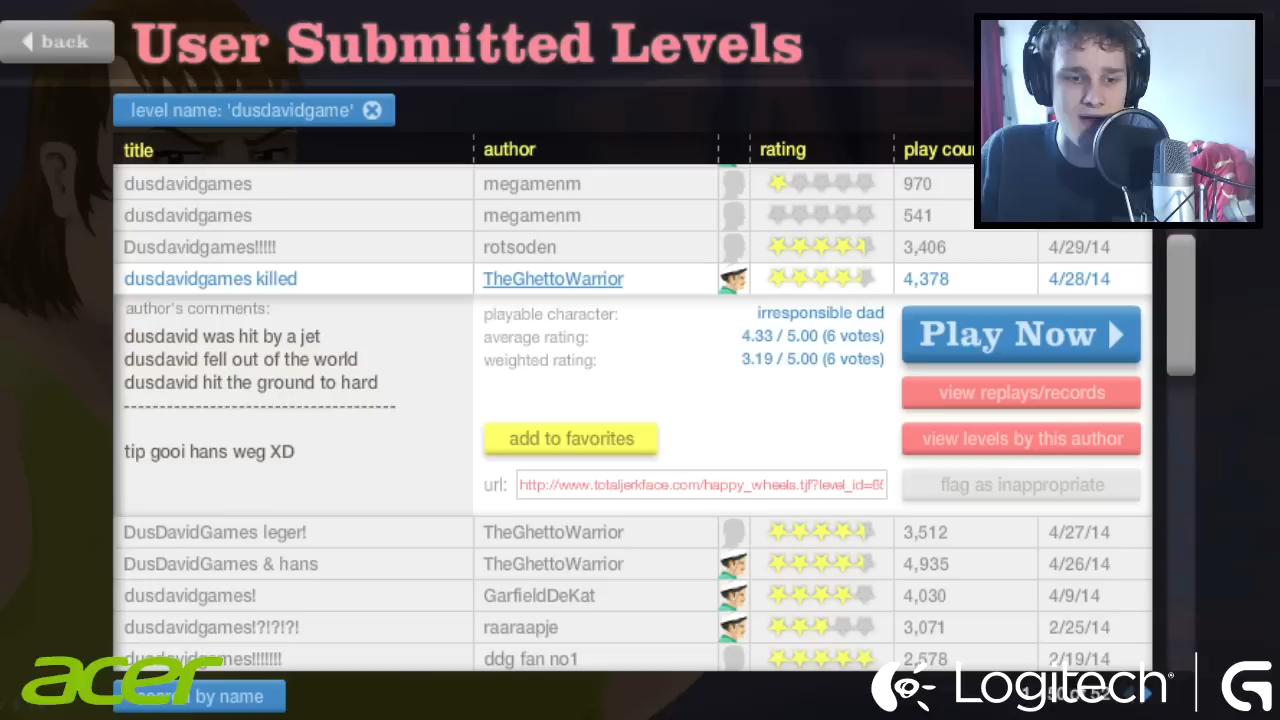 back
User Submitted Levels
level name: 'dusdavidgame'
title author rating play cour
dusdavidgames megamenm 970
dusdavidgames megamenm 541
Dusdavidgames!!!!! rotsoden 3,406 4/29/14
dusdavidgames killed TheGhettoWarrior 4,378 4/28/14
author's comments:
dusdavid was hit by a jet
dusdavid fell out of the world
dusdavid hit the ground to hard
------------------------------------
tip gooi hans weg XD
playable character: irresponsible dad
average rating: 4.33 / 5.00 (6 votes)
weighted rating: 3.19 / 5.00 (6 votes)
add to favorites
url: http://www.totaljerkface.com/happy_wheels.tjf?level_id=6
Play Now
view replays/records
view levels by this author
flag as inappropriate
DusDavidGames leger! TheGhettoWarrior 3,512 4/27/14
DusDavidGames & hans TheGhettoWarrior 4,935 4/26/14
dusdavidgames! GarfieldDeKat 4,030 4/9/14
dusdavidgames!?!?!?! raaraapje 3,071 2/25/14
games!!!!!!! ddg fan no1 2,578 2/19/14
acer
by name
Logitech G